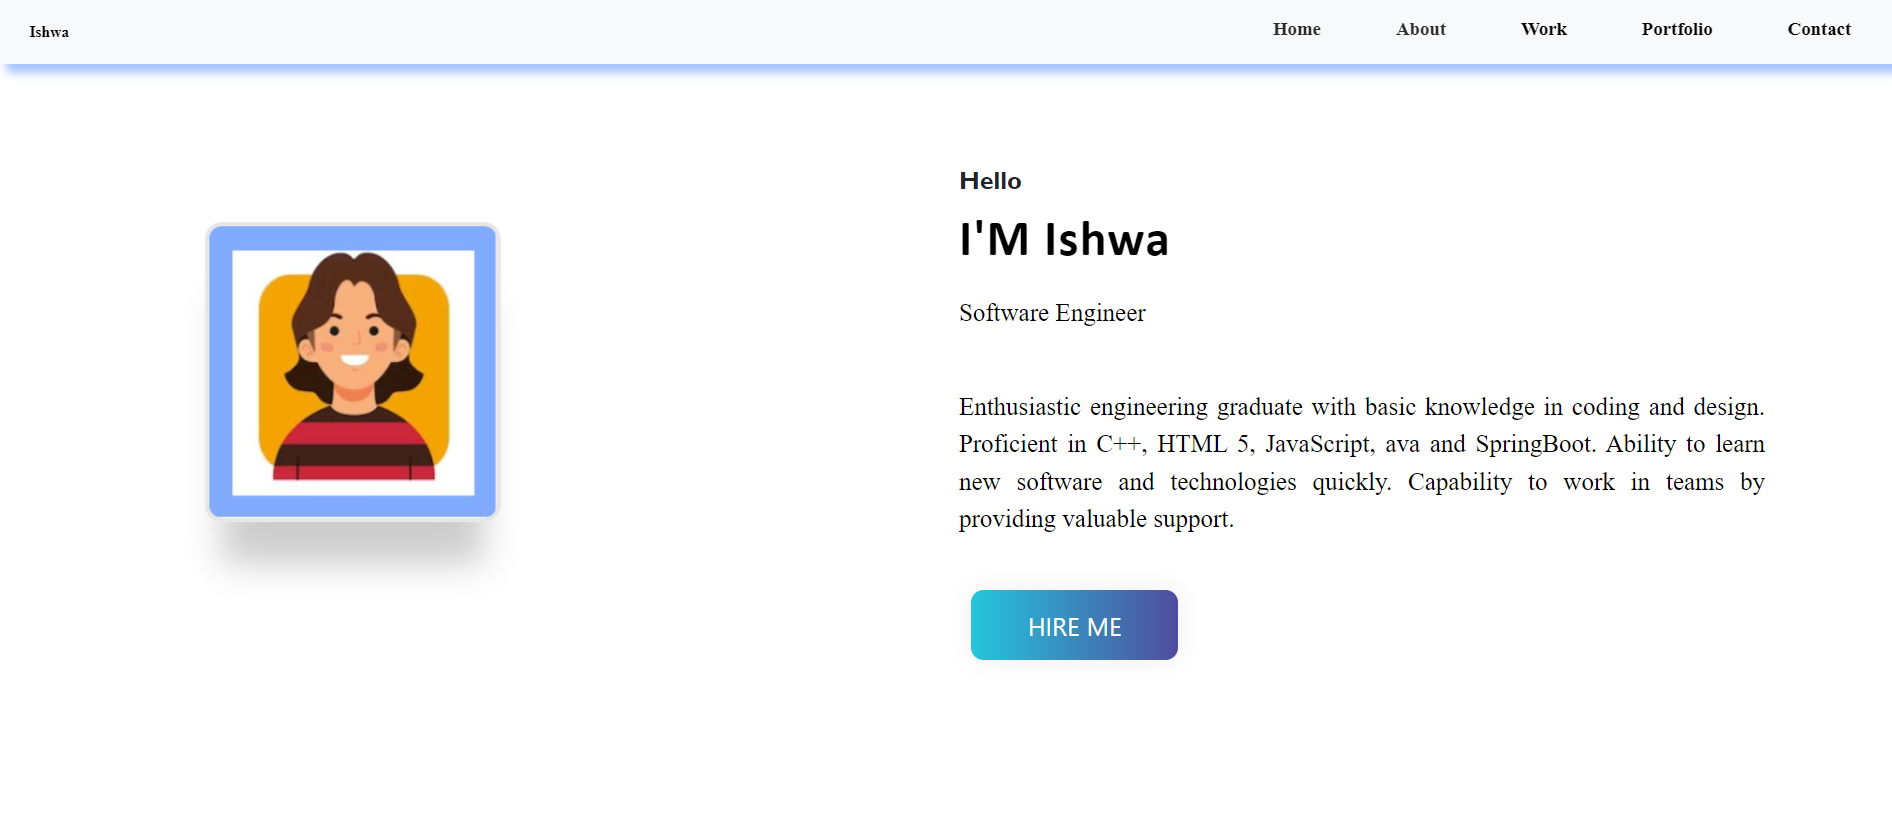 Ishwa
Home About Work Portfolio Contact
Hello
I'M Ishwa
Software Engineer
Enthusiastic engineering graduate with basic knowledge in coding and design.
Proficient in C++, HTML 5, JavaScript, ava and SpringBoot. Ability to learn
new software and technologies quickly. Capability to work in teams by
providing valuable support.
HIRE ME